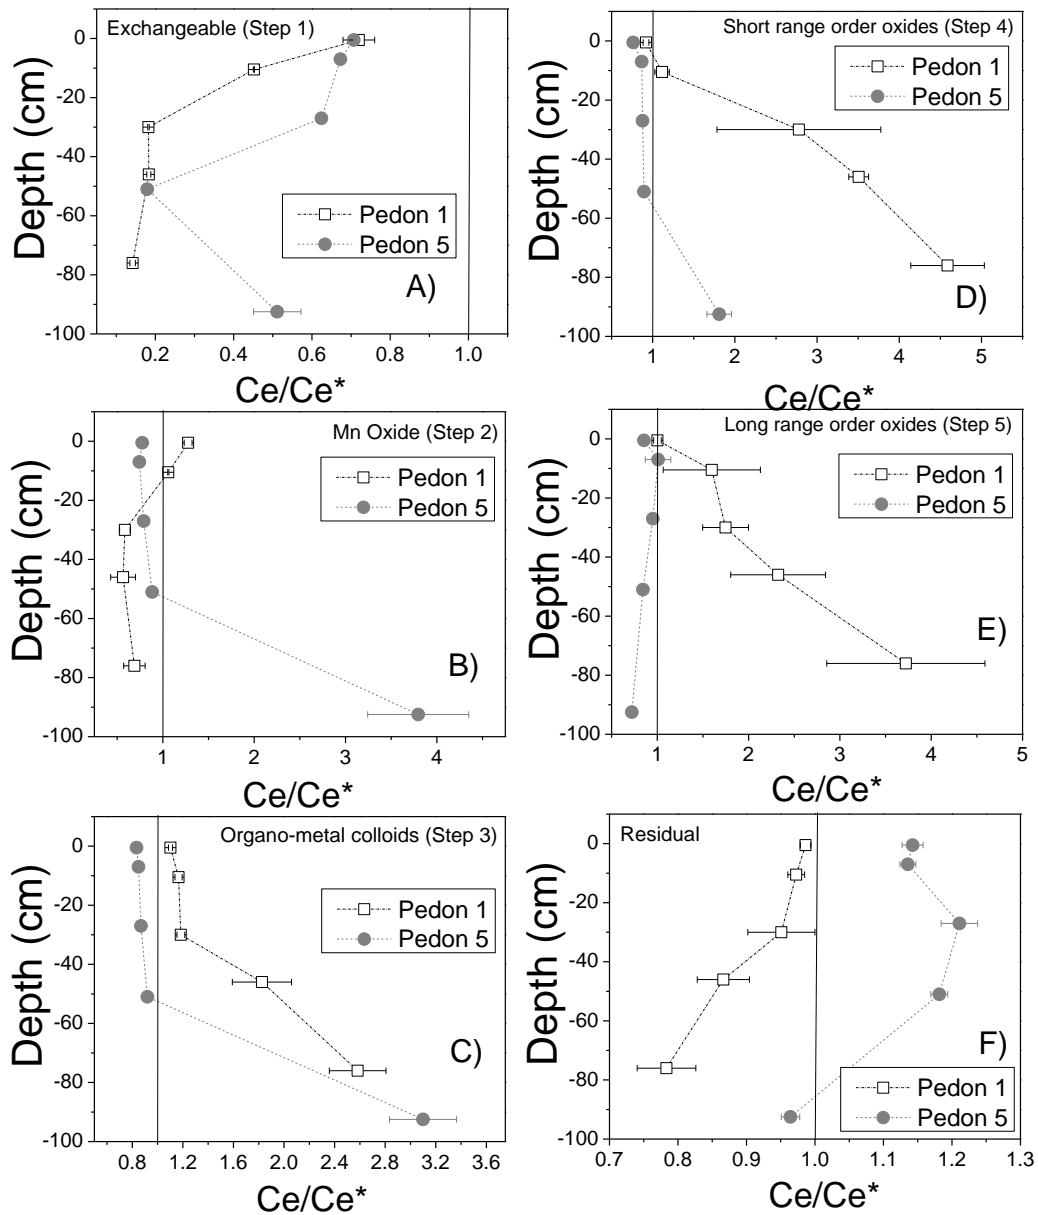 Exchangeable (Step 1)
Depth (cm)
0
-20
-40
-60
-80
-100
Pedon 1
Pedon 5
A)
0.2
0.4
0.6
0.8
1.0
Ce/Ce*
Short range order oxides (Step 4)
Depth (cm)
0
-20
-40
-60
-80
-100
Pedon 1
Pedon 5
D)
1
2
3
4
5
Ce/Ce*
Mn Oxide (Step 2)
Depth (cm)
0
-20
-40
-60
-80
-100
Pedon 1
Pedon 5
B)
1
2
3
4
Ce/Ce*
Long range order oxides (Step 5)
Depth (cm)
0
-20
-40
-60
-80
-100
Pedon 1
Pedon 5
E)
1
2
3
4
5
Ce/Ce*
Organo-metal colloids (Step 3)
Depth (cm)
0
-20
-40
-60
-80
-100
Pedon 1
Pedon 5
C)
0.8
1.2
1.6
2.0
2.4
2.8
3.2
3.6
Ce/Ce*
Residual
Depth (cm)
0
-20
-40
-60
-80
-100
F)
Pedon 1
Pedon 5
0.7
0.8
0.9
1.0
1.1
1.2
1.3
Ce/Ce*